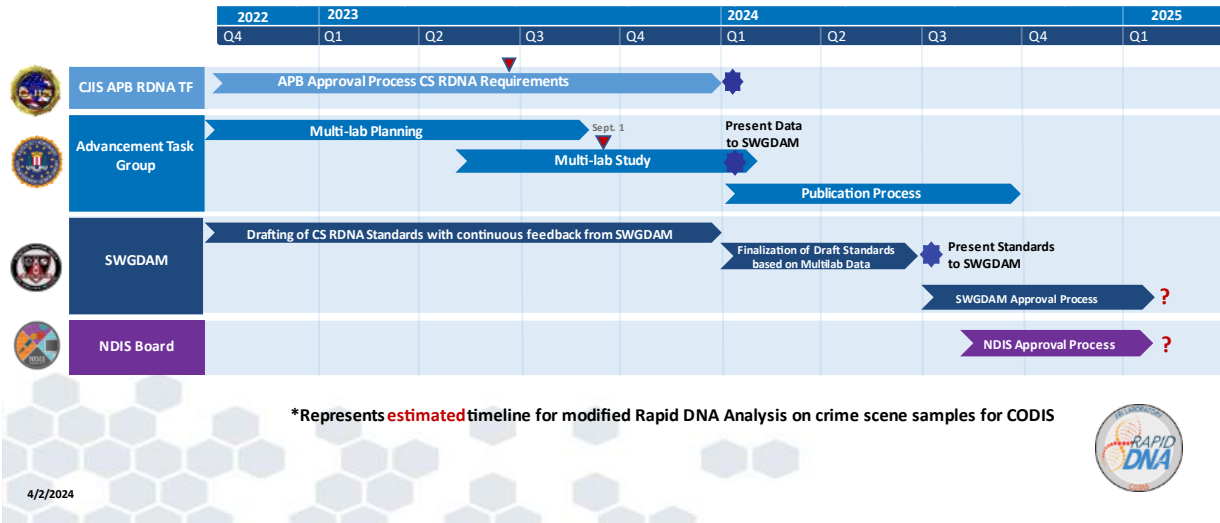 2022 2023 2024 2025
Q4 Q1 Q2 Q3 Q4 Q1 Q2 Q3 Q4 Q1
CJIS APB RDNA TF
APB Approval Process CS RDNA Requirements
Advancement Task
Group
Multi-lab Planning
Sept. 1
Multi-lab Study
Present Data
to SWGDAM
Publication Process
SWGDAM
Drafting of CS RDNA Standards with continuous feedback from SWGDAM
Finalization of Draft Standards
based on Multilab Data
Present Standards
to SWGDAM
SWGDAM Approval Process
?
NDIS Board
NDIS Approval Process
?
*Represents estimated timeline for modified Rapid DNA Analysis on crime scene samples for CODIS
FBI LABORATORY
RAPID
DNA
CODIS
4/2/2024